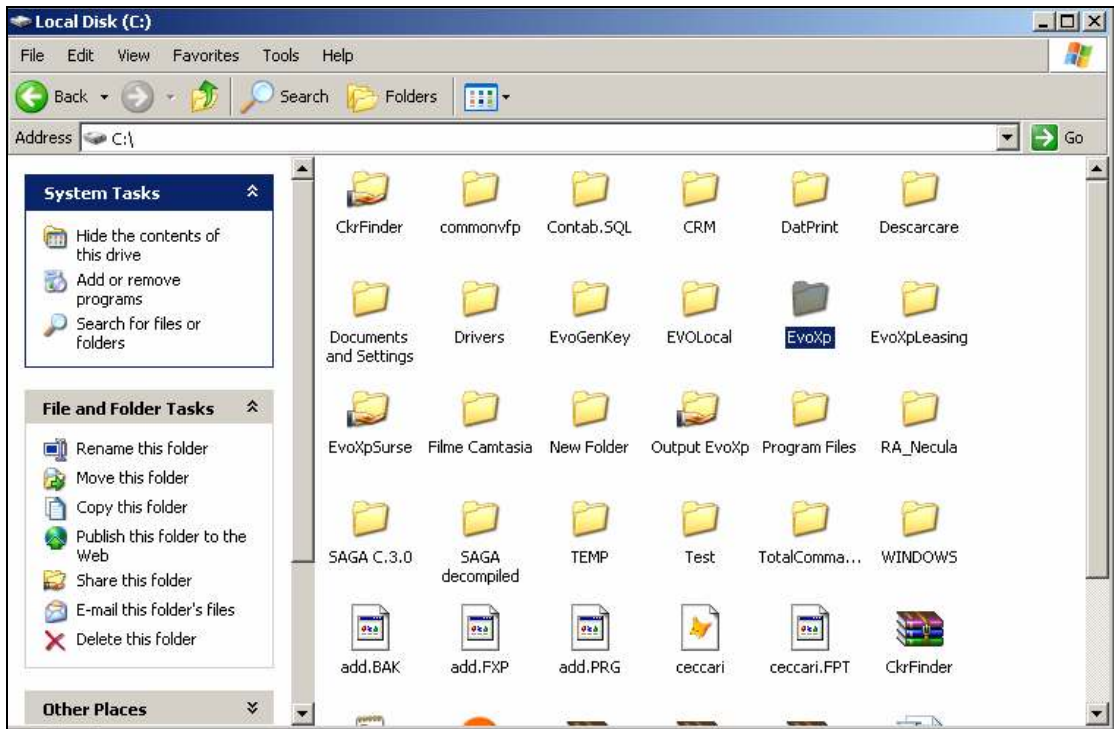 Local Disk (C:)
File Edit View Favorites Tools Help
Back Search Folders
Address C:\ Go
System Tasks
Hide the contents of
this drive
Add or remove
programs
Search for files or
folders
File and Folder Tasks
Rename this folder
Move this folder
Copy this folder
Publish this folder to the
Web
Share this folder
E-mail this folder's files
Delete this folder
Other Places
CkrFinder commonvfp Contab.SQL CRM DatPrint Descarcare
Documents
and Settings
Drivers EvoGenKey EVOLocal EvoXp EvoXpLeasing
EvoXpSurse Filme Camtasia New Folder Output EvoXp Program Files RA_Necula
SAGA C.3.0
SAGA
decompiled
TEMP Test TotalComma... WINDOWS
add.BAK add.FXP add.PRG ceccari ceccari.FPT CkrFinder